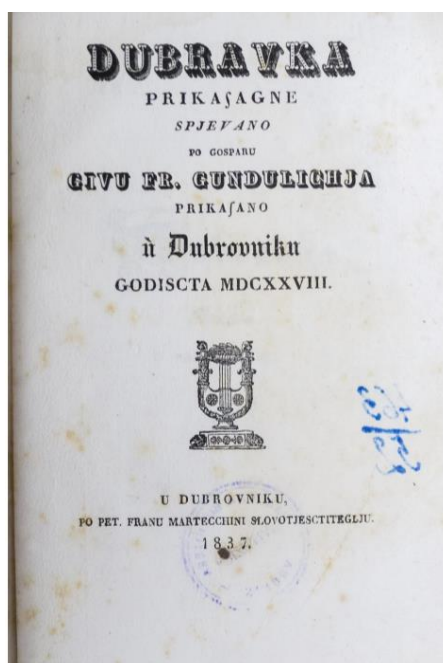 DUBRAVKA
PRIKAſAGNE
SPJEVANO
PO GOSPARU
GIVU FR. GUNDULICHJA
PRIKAſANO
ù Dubrovniku
GODISCTA MDCXXVIII.
U DUBROVNIKU,
PO PET. FRANU MARTECCHINI SLOVOTJESCTITEGLJU.
1837.